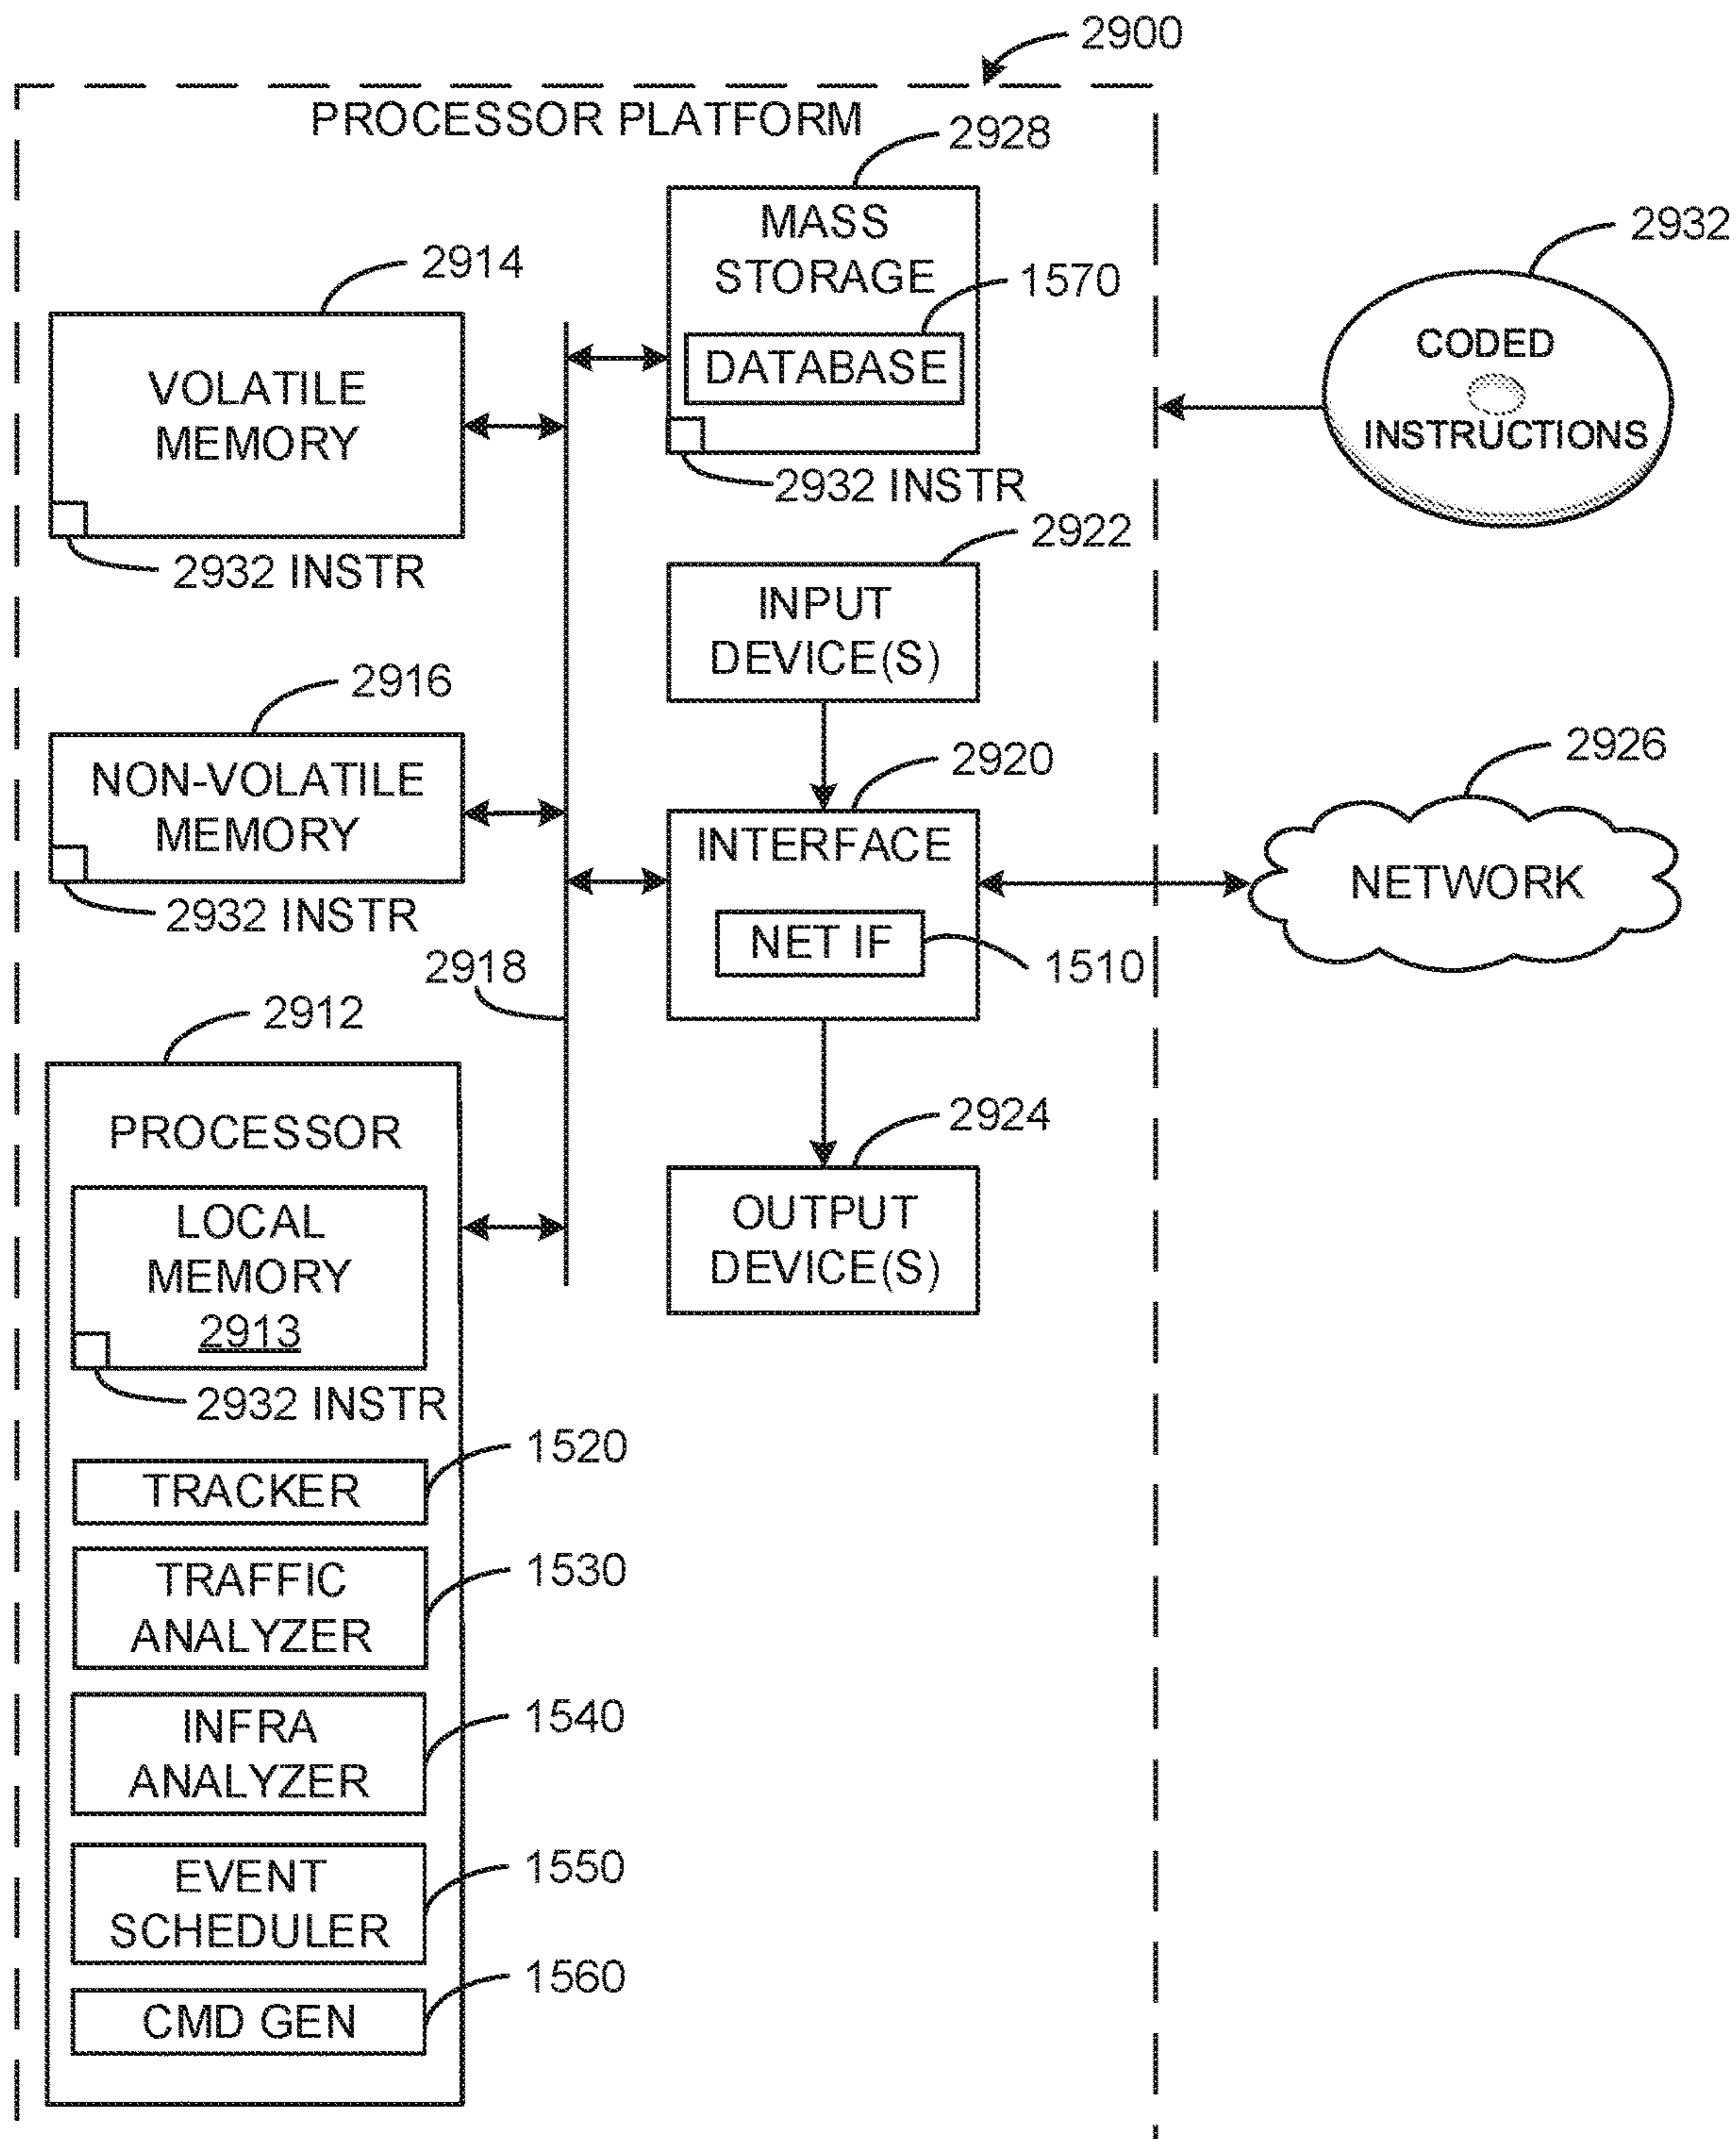 2900
PROCESSOR PLATFORM
2928
MASS
STORAGE
1570
DATABASE
2932 INSTR
2914
VOLATILE
MEMORY
2932 INSTR
2932
CODED
INSTRUCTIONS
2922
INPUT
DEVICE(S)
2916
NON-VOLATILE
MEMORY
2932 INSTR
2920
INTERFACE
NET IF
1510
2926
NETWORK
2918
2912
PROCESSOR
LOCAL
MEMORY
2913
2932 INSTR
2924
OUTPUT
DEVICE(S)
1520
TRACKER
1530
TRAFFIC
ANALYZER
1540
INFRA
ANALYZER
1550
EVENT
SCHEDULER
1560
CMD GEN